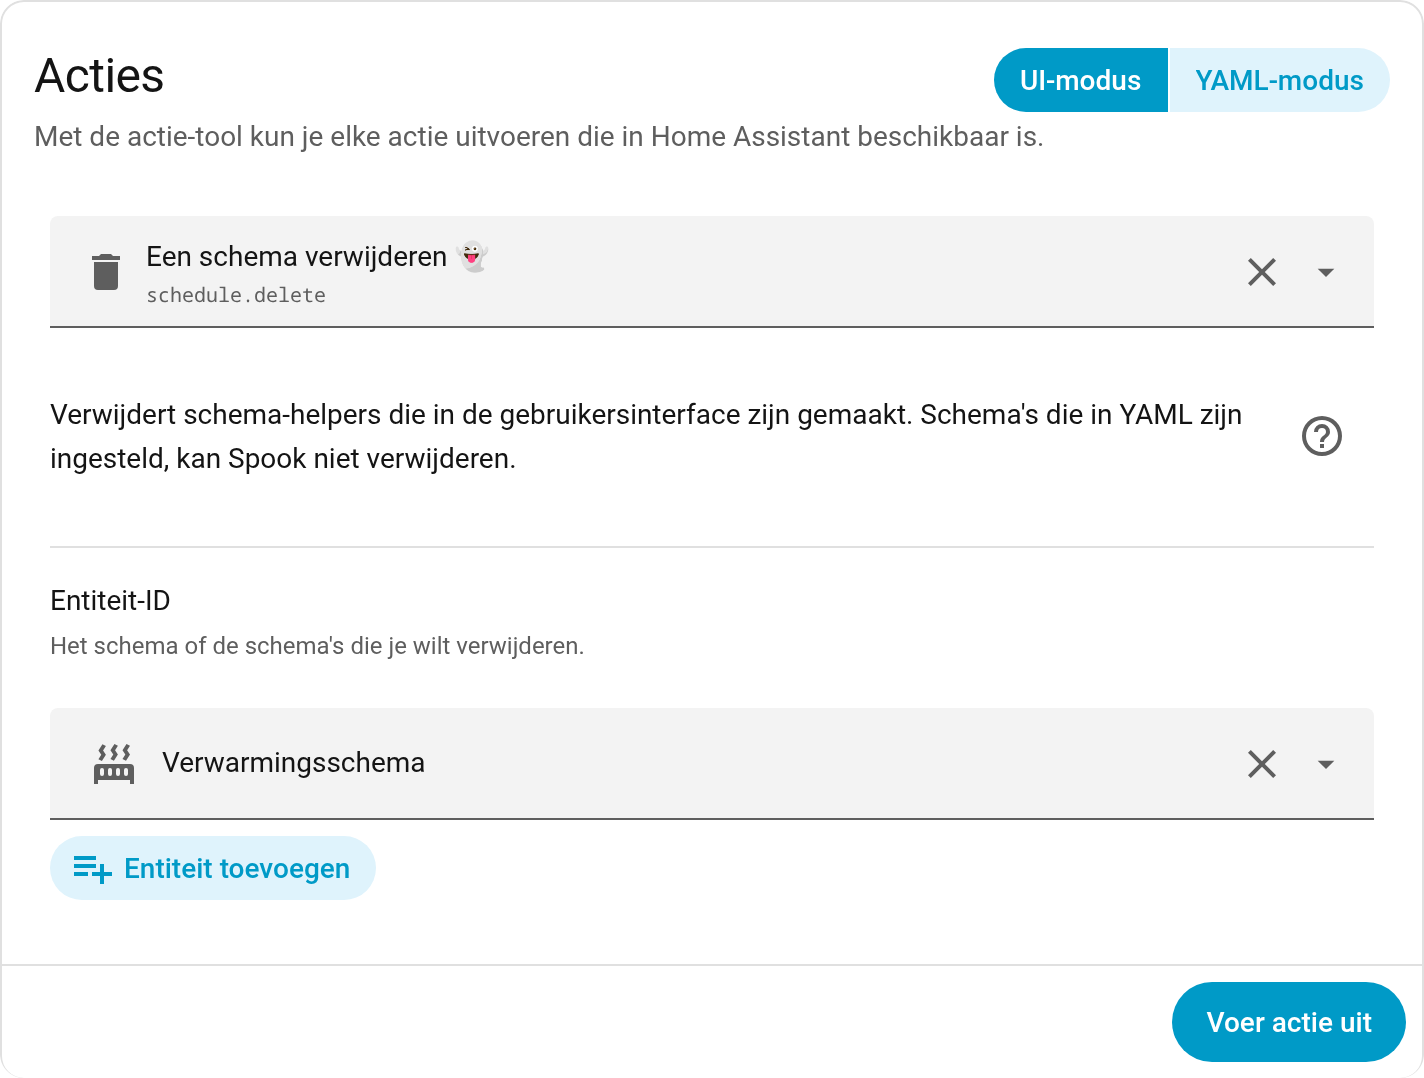 Acties
UI-modus
YAML-modus
Met de actie-tool kun je elke actie uitvoeren die in Home Assistant beschikbaar is.
Een schema verwijderen 👻
schedule.delete
Verwijdert schema-helpers die in de gebruikersinterface zijn gemaakt. Schema's die in YAML zijn
ingesteld, kan Spook niet verwijderen.
Entiteit-ID
Het schema of de schema's die je wilt verwijderen.
Verwarmingsschema
Entiteit toevoegen
Voer actie uit